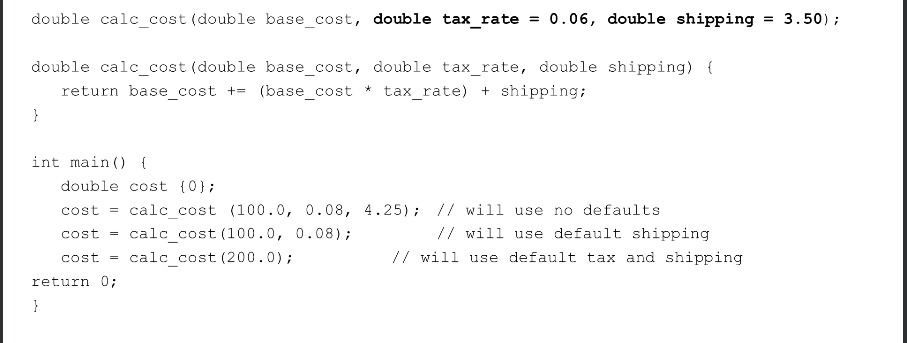 double calc_cost(double base_cost, double tax_rate = 0.06, double shipping = 3.50);
double calc_cost(double base_cost, double tax_rate, double shipping) {
return base_cost += (base_cost * tax_rate) + shipping;
}
int main() {
double cost {0};
cost = calc_cost (100.0, 0.08, 4.25); // will use no defaults
cost = calc_cost(100.0, 0.08); // will use default shipping
cost = calc_cost(200.0); // will use default tax and shipping
return 0;
}